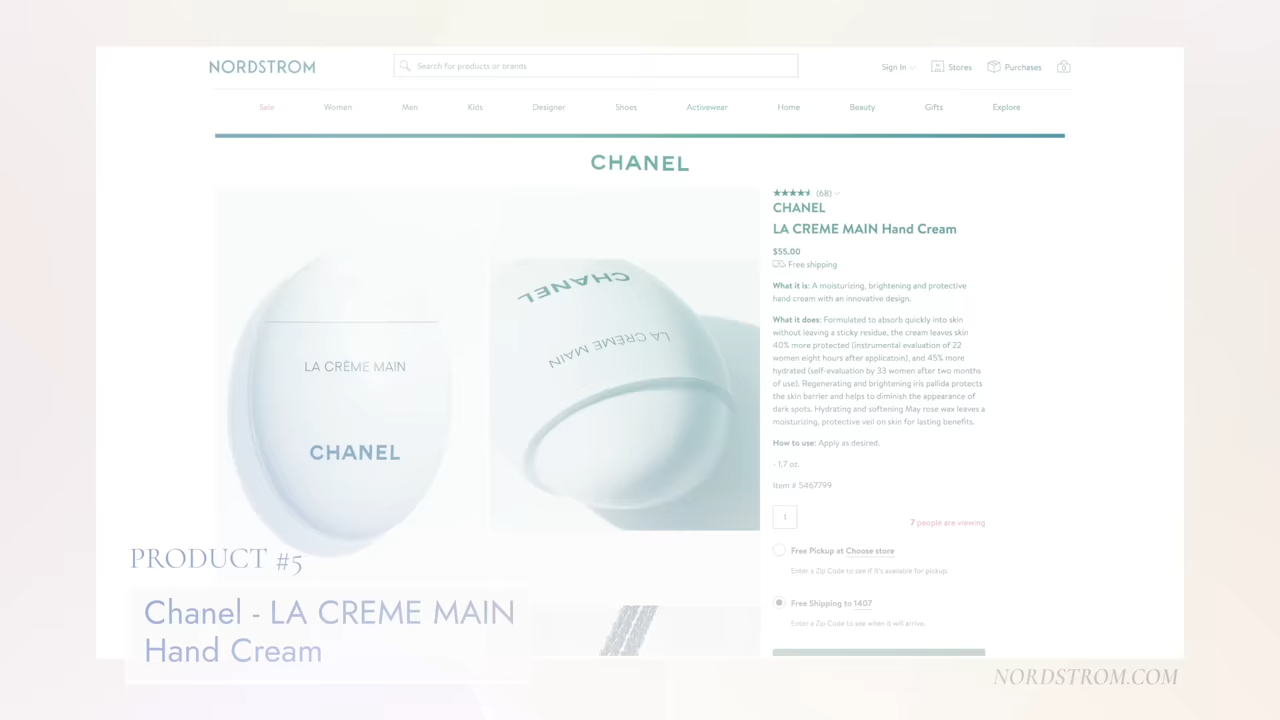 NORDSTROM
Search for products or brands
Sign In
Stores
Purchases
0
Sale
Women
Men
Kids
Designer
Shoes
Activewear
Home
Beauty
Gifts
Explore
CHANEL
LA CRÈME MAIN
CHANEL
CHANEL
LA CRÈME MAIN
(68)
CHANEL
LA CREME MAIN Hand Cream
$55.00
Free shipping
What it is: A moisturizing, brightening and protective
hand cream with an innovative design.
What it does: Formulated to absorb quickly into skin
without leaving a sticky residue, the cream leaves skin
40% more protected (instrumental evaluation of 22
women eight hours after applicatoin), and 45% more
hydrated (self-evaluation by 33 women after two months
of use). Regenerating and brightening iris pallida protects
the skin barrier and helps to diminish the appearance of
dark spots. Hydrating and softening May rose wax leaves a
moisturizing, protective veil on skin for lasting benefits.
How to use: Apply as desired.
- 1.7 oz.
Item # 5467799
1
7 people are viewing
Free Pickup at Choose store
Enter a Zip Code to see if it's available for pickup.
Free Shipping to 1407
Enter a Zip Code to see when it will arrive.
PRODUCT #5
Chanel - LA CREME MAIN
Hand Cream
NORDSTROM.COM